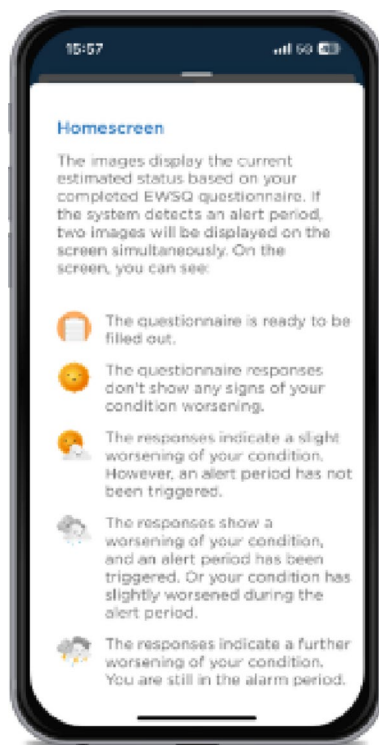 15:57
5G
Homescreen
The images display the current
estimated status based on your
completed EWSQ questionnaire. If
the system detects an alert period,
two images will be displayed on the
screen simultaneously. On the
screen, you can see:
The questionnaire is ready to be
filled out.
The questionnaire responses
don't show any signs of your
condition worsening.
The responses indicate a slight
worsening of your condition.
However, an alert period has not
been triggered.
The responses show a
worsening of your condition,
and an alert period has been
triggered. Or your condition has
slightly worsened during the
alert period.
The responses indicate a further
worsening of your condition.
You are still in the alarm period.